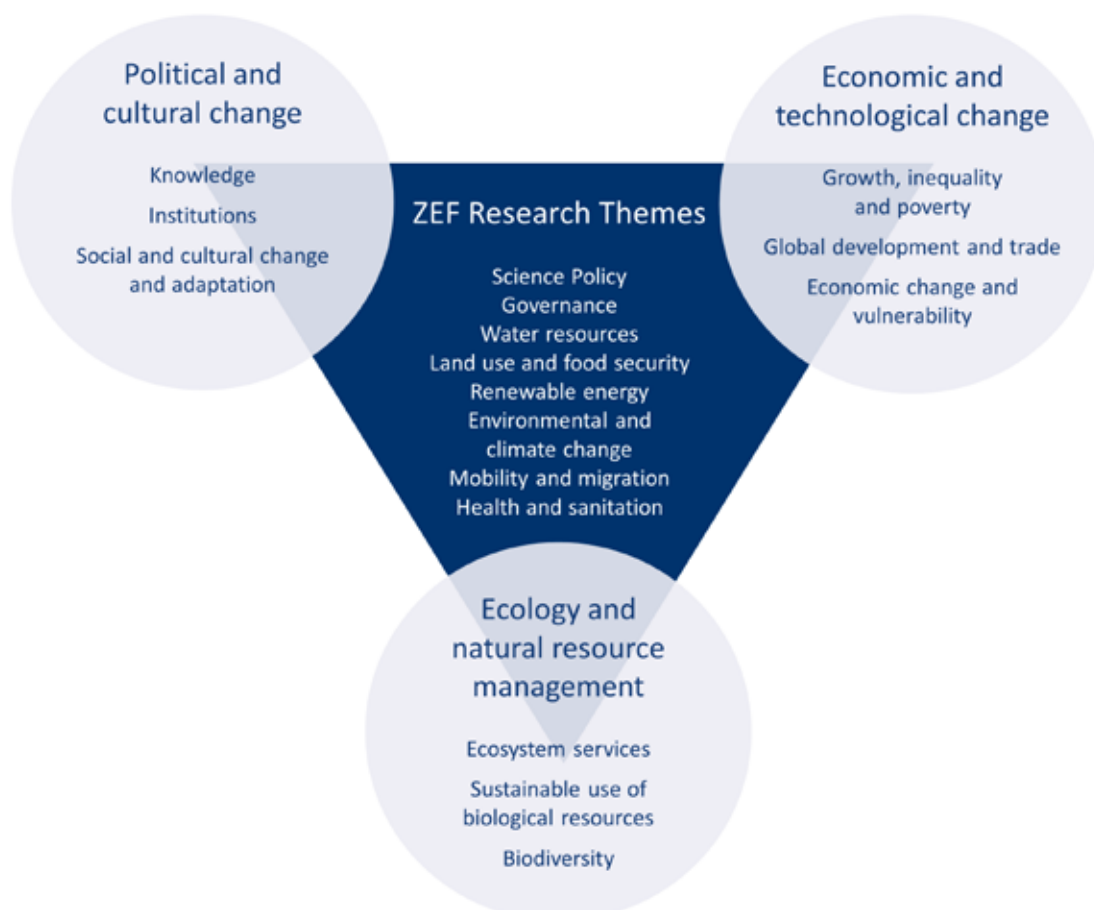 Political and
cultural change
Knowledge
Institutions
Social and cultural change
and adaptation
Economic and
technological change
Growth, inequality
and poverty
Global development and trade
Economic change and
vulnerability
ZEF Research Themes
Science Policy
Governance
Water resources
Land use and food security
Renewable energy
Environmental and
climate change
Mobility and migration
Health and sanitation
Ecology and
natural resource
management
Ecosystem services
Sustainable use of
biological resources
Biodiversity